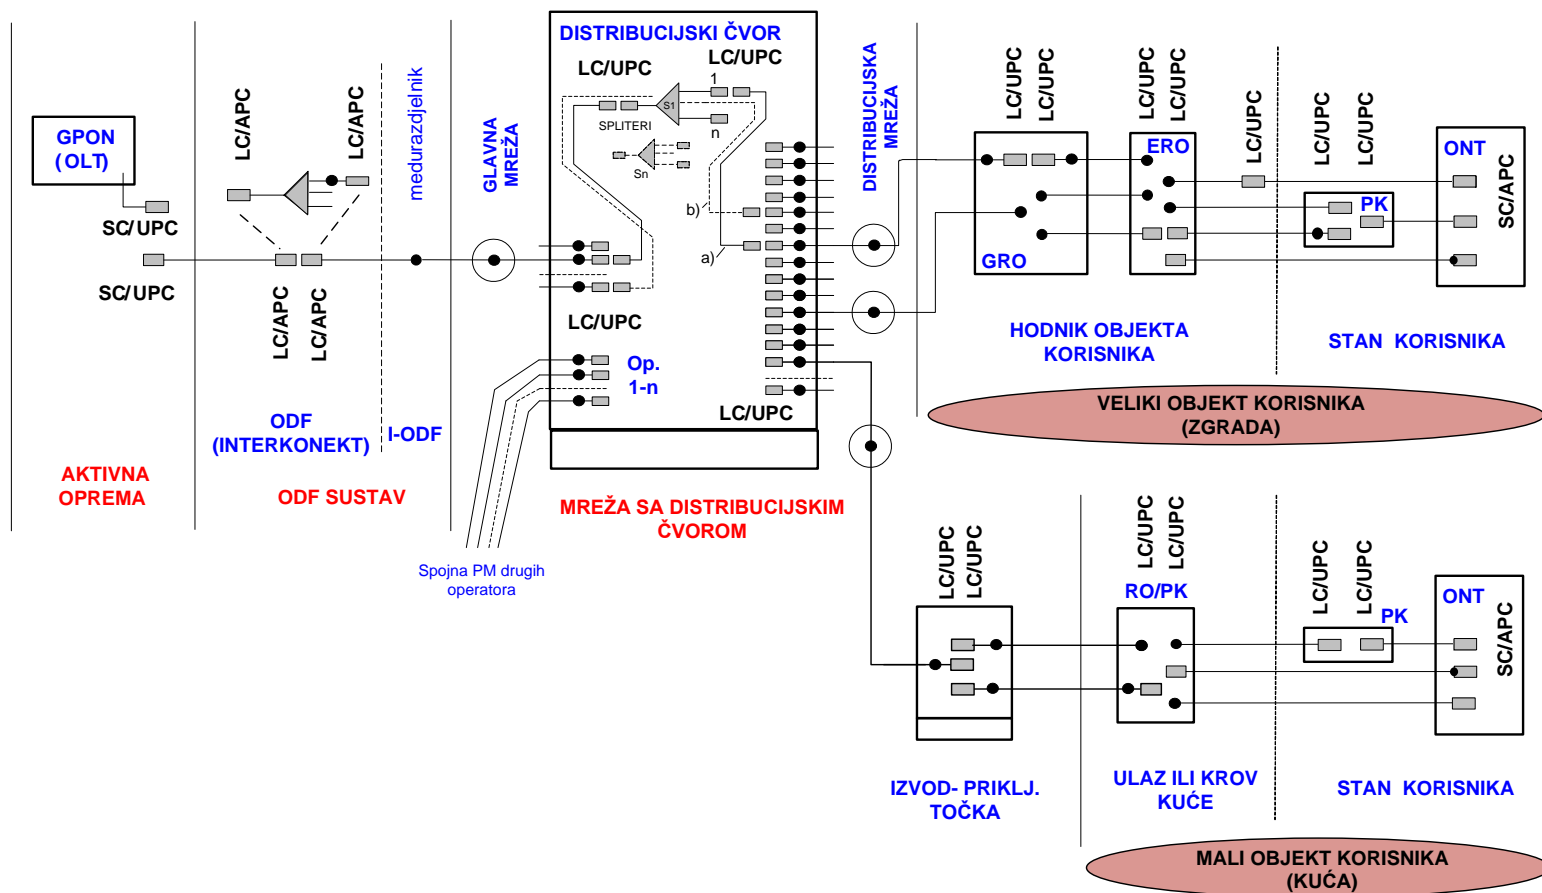 GPON
(OLT)
SC/UPC
SC/UPC
AKTIVNA
OPREMA
LC/APC
LC/APC
LC/APC
LC/APC
ODF
(INTERKONEKT)
međurazdjelnik
I-ODF
ODF SUSTAV
GLAVNA
MREŽA
DISTRIBUCIJSKI ČVOR
LC/UPC
LC/UPC
1
S1
SPLITERI
n
Sn
b)
a)
LC/UPC
Op.
1-n
LC/UPC
MREŽA SA DISTRIBUCIJSKIM
ČVOROM
Spojna PM drugih
operatora
DISTRIBUCIJSKA
MREŽA
LC/UPC
LC/UPC
GRO
LC/UPC
LC/UPC
ERO
LC/UPC
LC/UPC
LC/UPC
PK
ONT
SC/APC
HODNIK OBJEKTA
KORISNIKA
STAN KORISNIKA
VELIKI OBJEKT KORISNIKA
(ZGRADA)
LC/UPC
LC/UPC
LC/UPC
LC/UPC
RO/PK
LC/UPC
LC/UPC
PK
ONT
SC/APC
IZVOD- PRIKLJ.
TOČKA
ULAZ ILI KROV
KUĆE
STAN KORISNIKA
MALI OBJEKT KORISNIKA
(KUĆA)